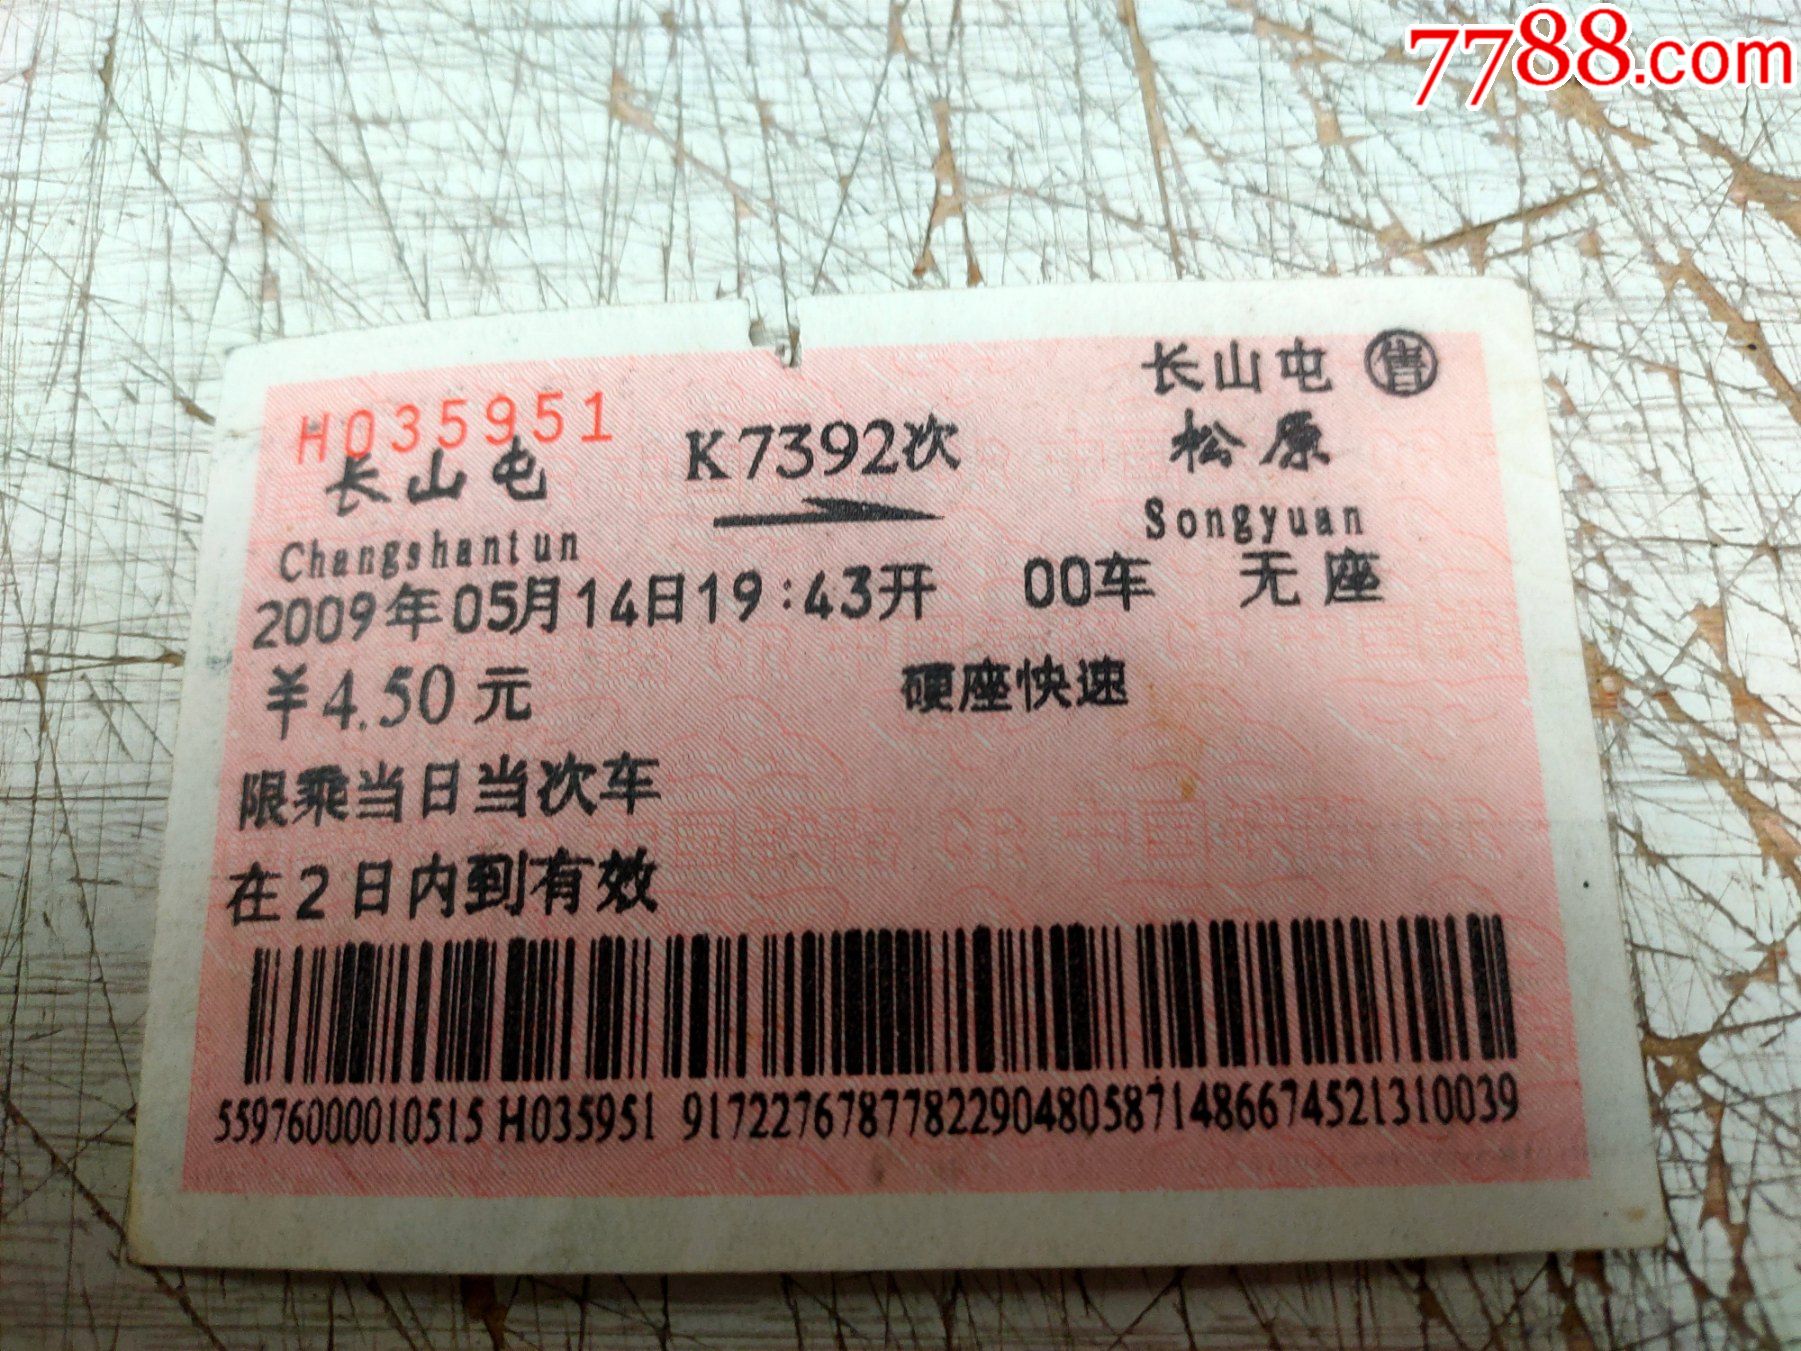 7788.com
长山屯 售
H035951
长山屯 K7392次 松原
Changshantun Songyuan
2009年05月14日19:43开 00车 无座
¥4.50元 硬座快速
限乘当日当次车
在2日内到有效
55976000010515 H035951 91722767877822904805871486674521310039